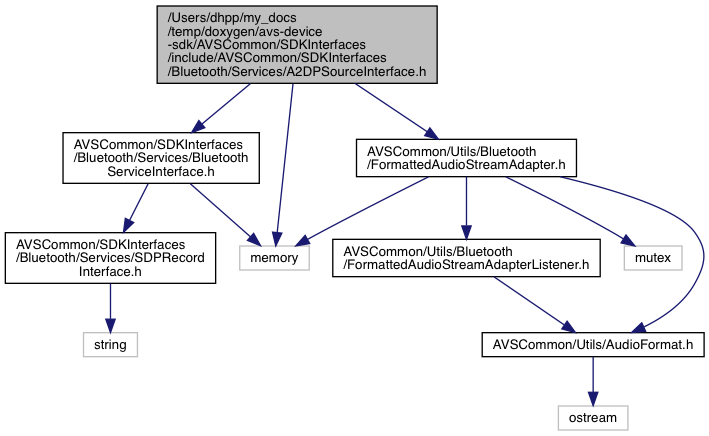 /Users/dhpp/my_docs
/temp/doxygen/avs-device
-sdk/AVSCommon/SDKInterfaces
/include/AVSCommon/SDKInterfaces
/Bluetooth/Services/A2DPSourceInterface.h
AVSCommon/SDKInterfaces
/Bluetooth/Services/Bluetooth
ServiceInterface.h
AVSCommon/Utils/Bluetooth
/FormattedAudioStreamAdapter.h
AVSCommon/SDKInterfaces
/Bluetooth/Services/SDPRecord
Interface.h
memory
AVSCommon/Utils/Bluetooth
/FormattedAudioStreamAdapterListener.h
mutex
string
AVSCommon/Utils/AudioFormat.h
ostream